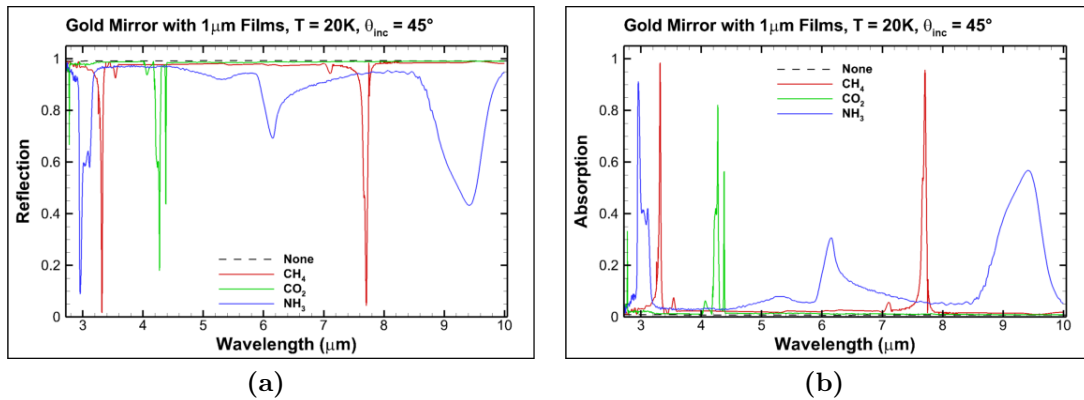 Gold Mirror with 1μm Films, T = 20K, θinc = 45°
1
0.8
0.6
0.4
0.2
0
Reflection
None
CH4
CO2
NH3
3 4 5 6 7 8 9 10
Wavelength (μm)
(a)
Gold Mirror with 1μm Films, T = 20K, θinc = 45°
1
0.8
0.6
0.4
0.2
0
Absorption
None
CH4
CO2
NH3
3 4 5 6 7 8 9 10
Wavelength (μm)
(b)